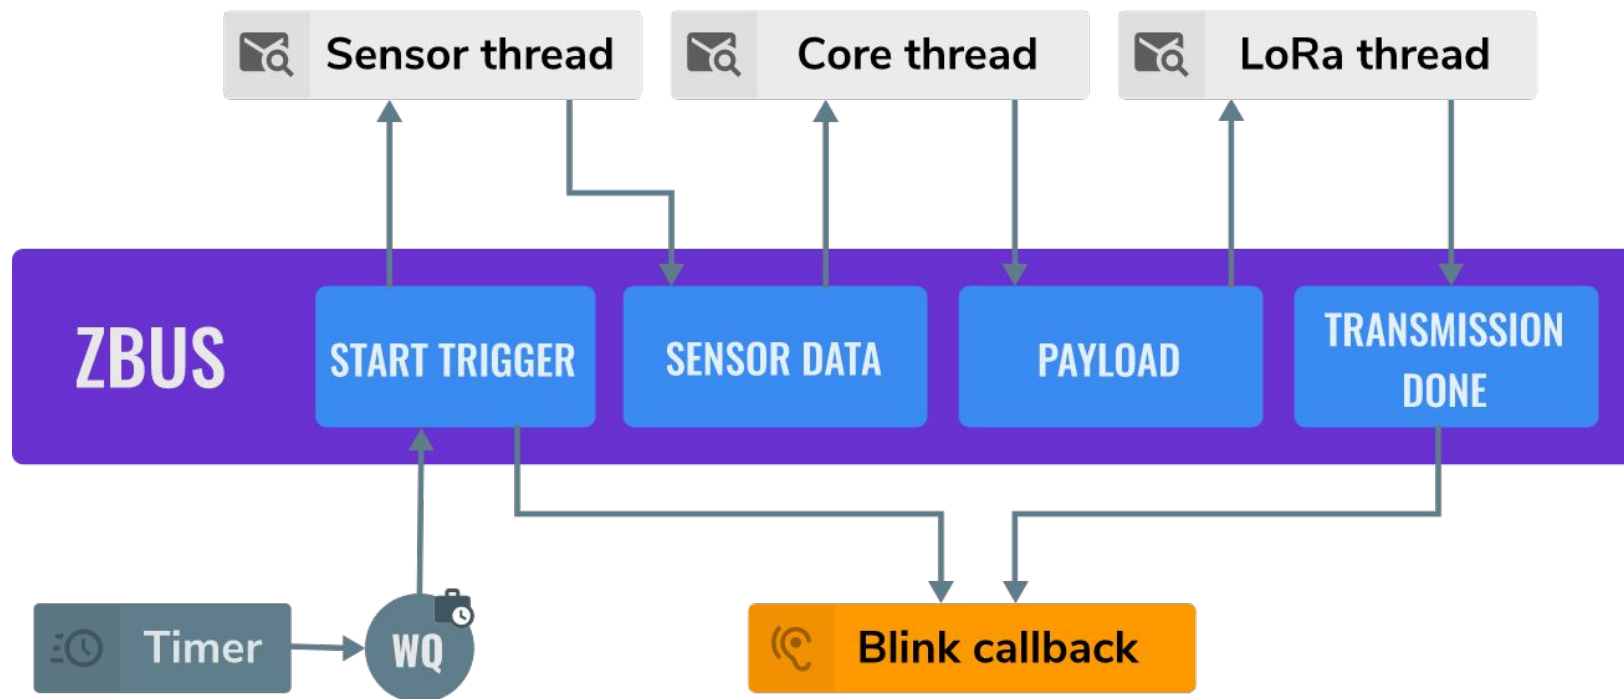 Sensor thread
Core thread
LoRa thread
ZBUS
START TRIGGER
SENSOR DATA
PAYLOAD
TRANSMISSION
DONE
Timer
WQ
Blink callback